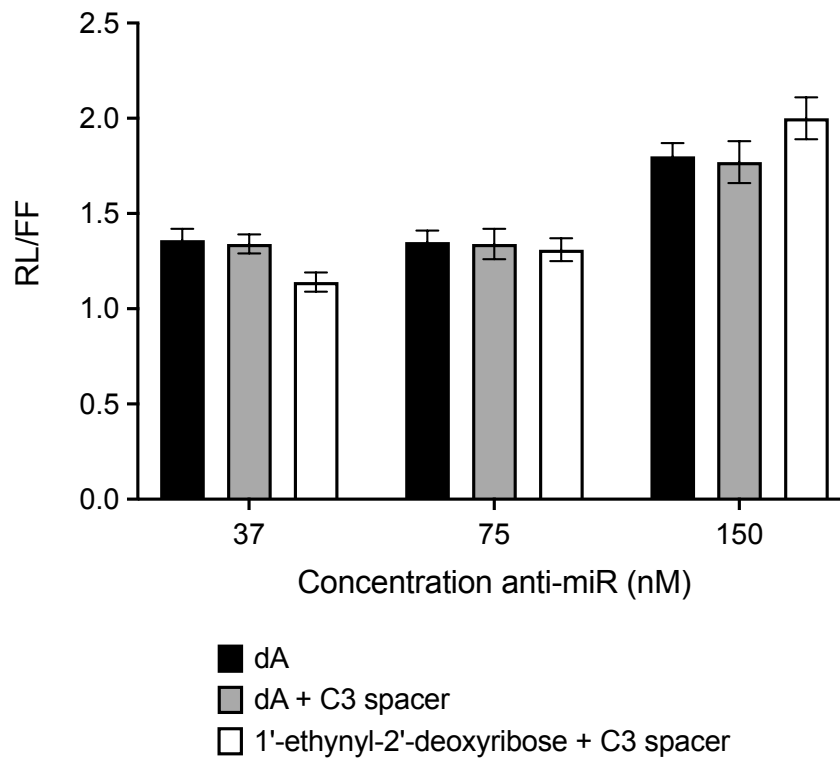 2.5
2.0
1.5
1.0
0.5
0.0
RL/FF
37 75 150
Concentration anti-miR (nM)
dA
dA + C3 spacer
1'-ethynyl-2'-deoxyribose + C3 spacer